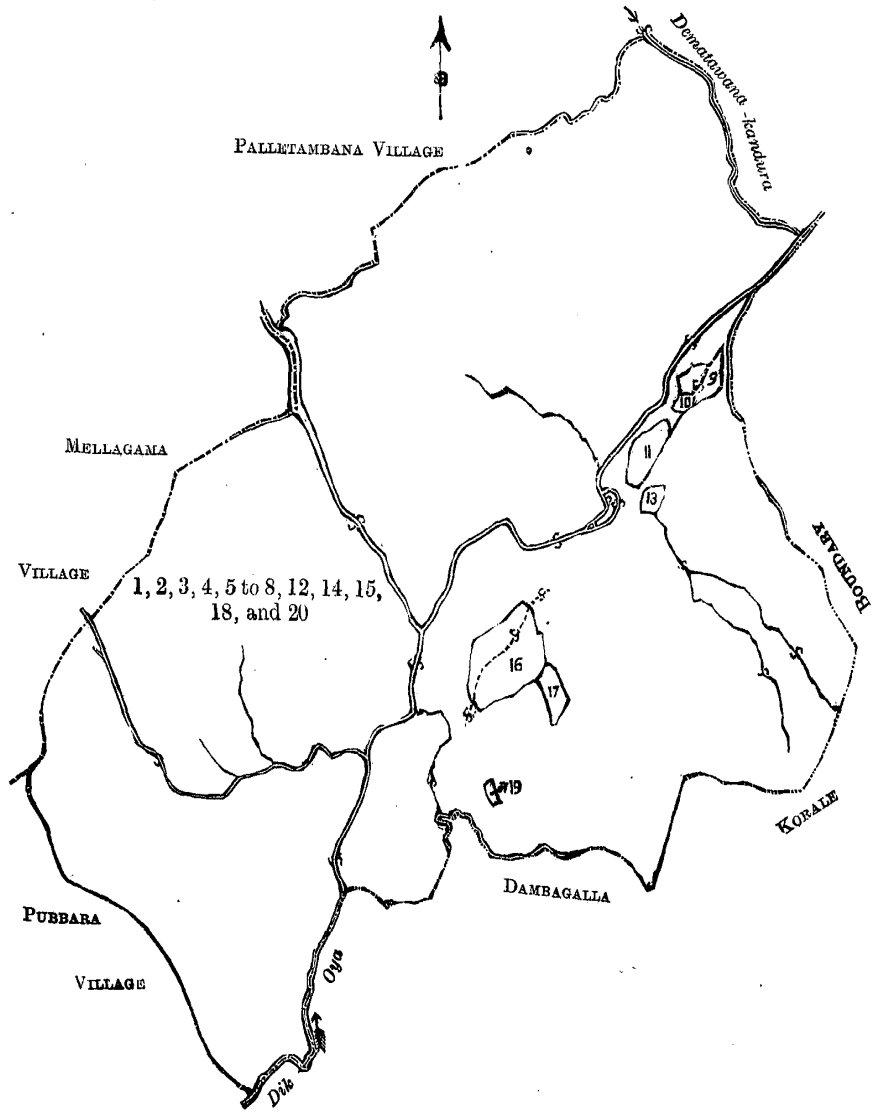 Dematawana-kandura
PALLETAMBANA VILLAGE
9
10
11
13
MELLAGAMA
VILLAGE
BOUNDARY
1, 2, 3, 4, 5 to 8, 12, 14, 15,
18, and 20
16
17
19
KORALE
DAMBAGALLA
PUBBARA
VILLAGE
Oya
Dik